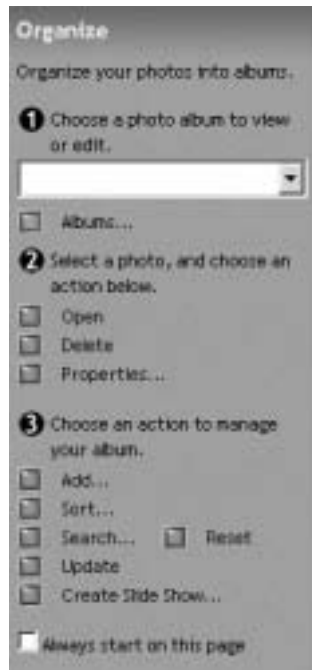 Organize
Organize your photos into albums.
1 Choose a photo album to view
or edit.
Albums...
2 Select a photo, and choose an
action below.
Open
Delete
Properties...
3 Choose an action to manage
your album.
Add...
Sort...
Search... Reset
Update
Create Slide Show...
Always start on this page